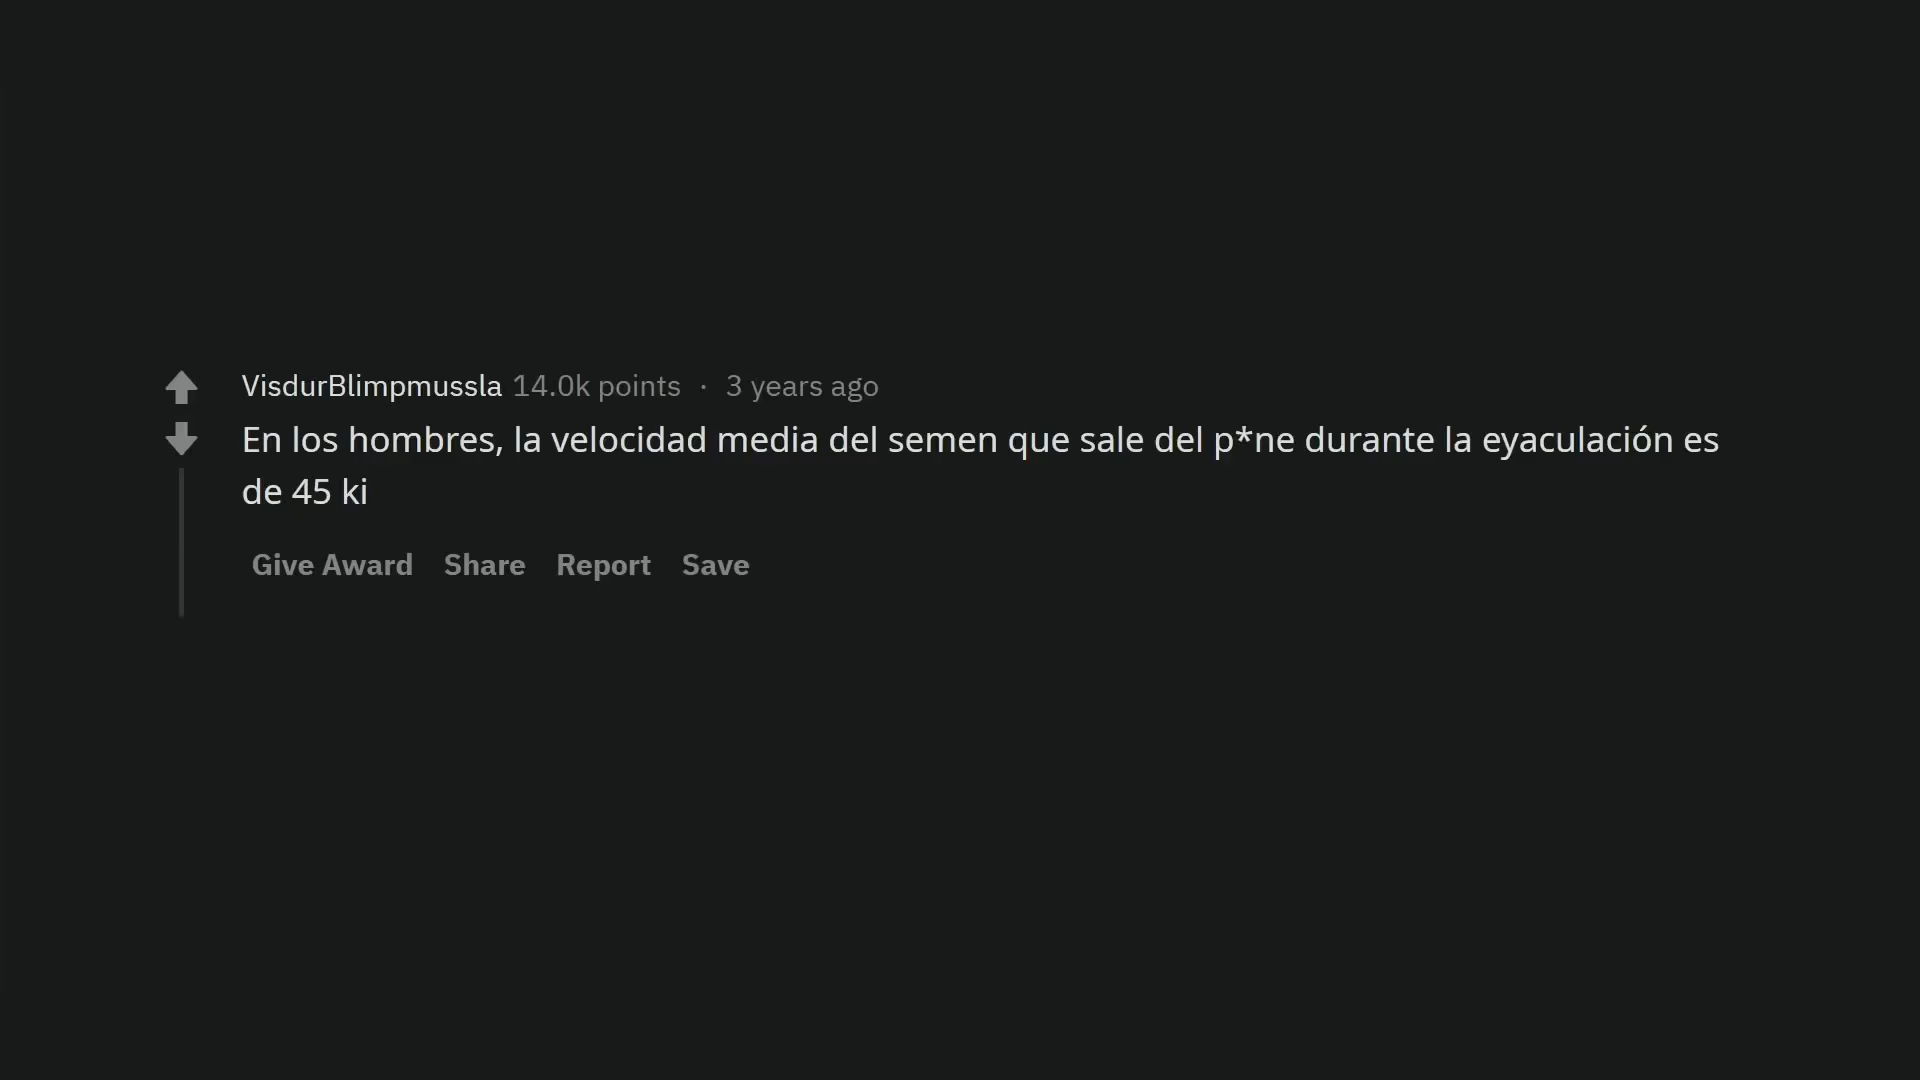 VisdurBlimpmussla 14.0k points · 3 years ago
En los hombres, la velocidad media del semen que sale del p*ne durante la eyaculación es
de 45 ki
Give Award Share Report Save